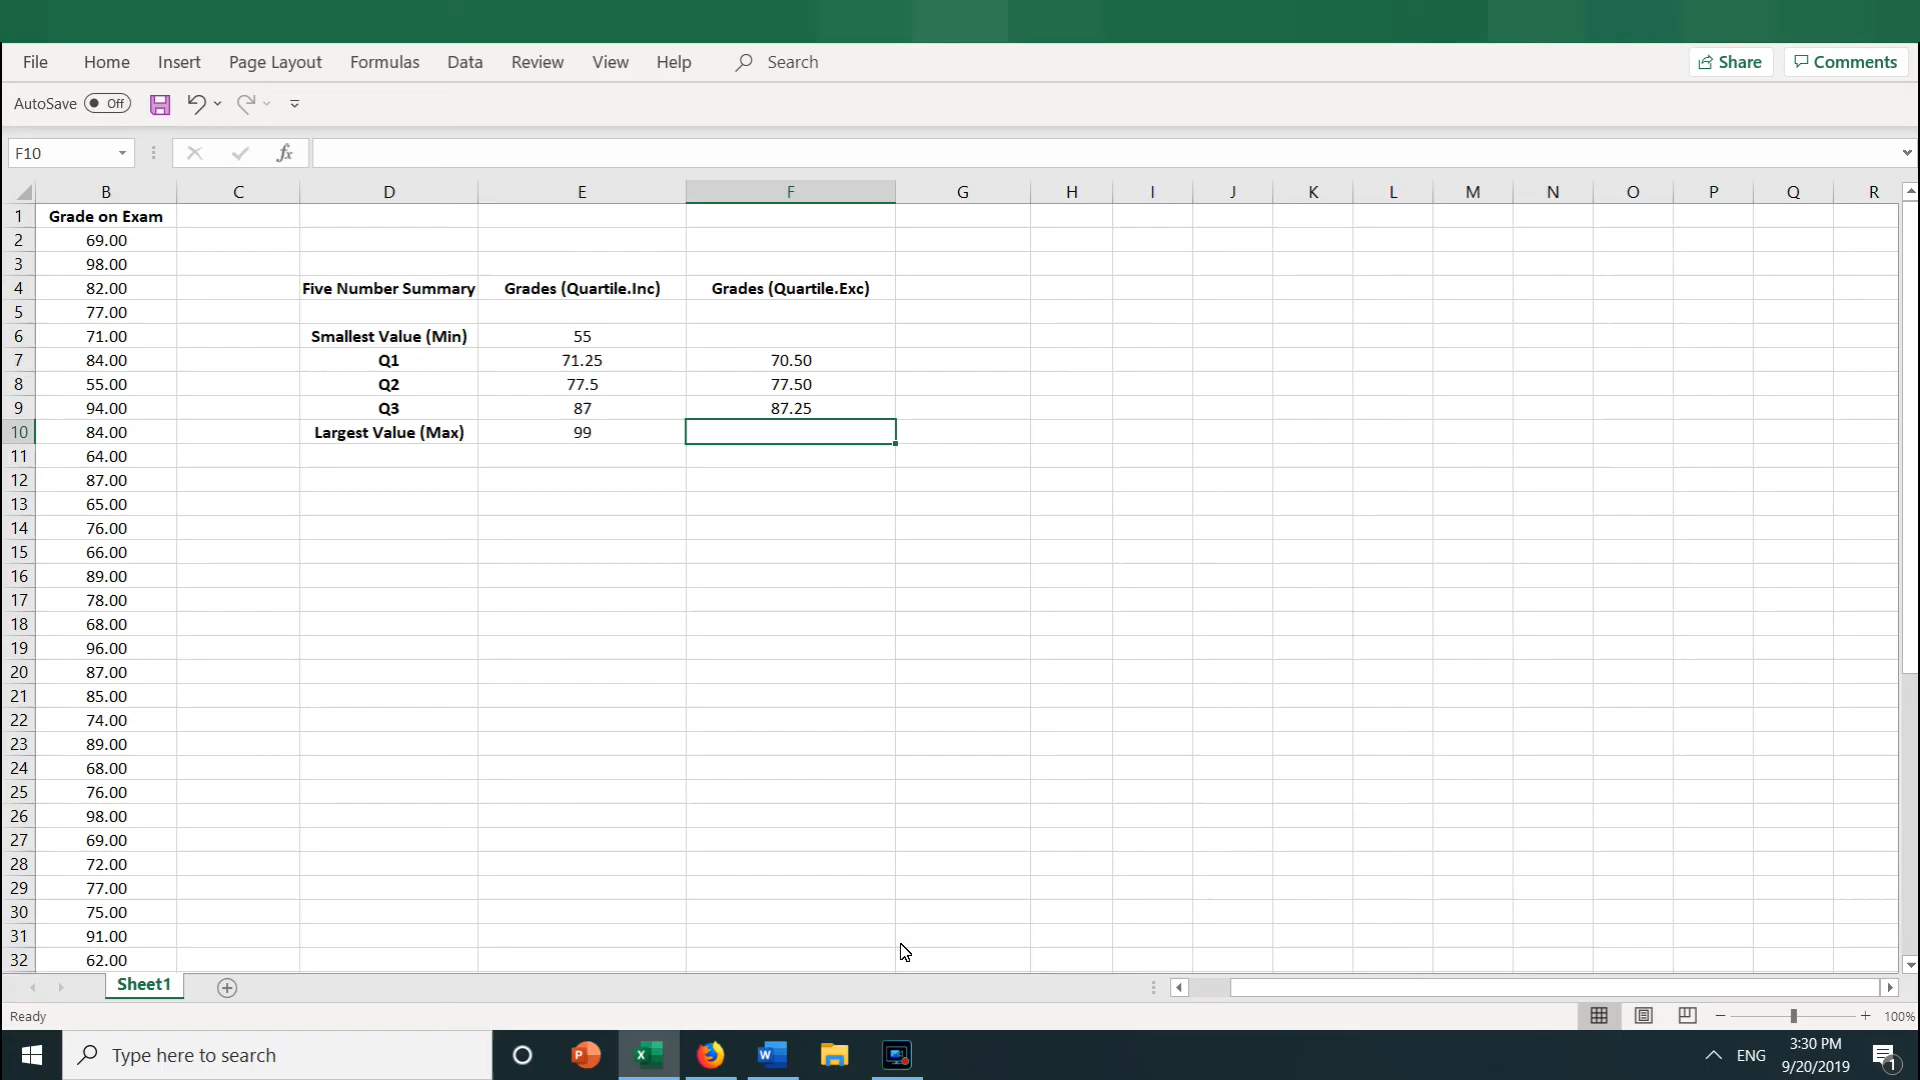 File Home Insert Page Layout Formulas Data Review View Help Search Share Comments
AutoSave Off
F10 fx
B C D E F G H I J K L M N O P Q R
1 Grade on Exam
2 69.00
3 98.00
4 82.00 Five Number Summary Grades (Quartile.Inc) Grades (Quartile.Exc)
5 77.00
6 71.00 Smallest Value (Min) 55
7 84.00 Q1 71.25 70.50
8 55.00 Q2 77.5 77.50
9 94.00 Q3 87 87.25
10 84.00 Largest Value (Max) 99
11 64.00
12 87.00
13 65.00
14 76.00
15 66.00
16 89.00
17 78.00
18 68.00
19 96.00
20 87.00
21 85.00
22 74.00
23 89.00
24 68.00
25 76.00
26 98.00
27 69.00
28 72.00
29 77.00
30 75.00
31 91.00
32 62.00
Sheet1
Ready 100%
Type here to search P X W ENG 3:30 PM 1
9/20/2019